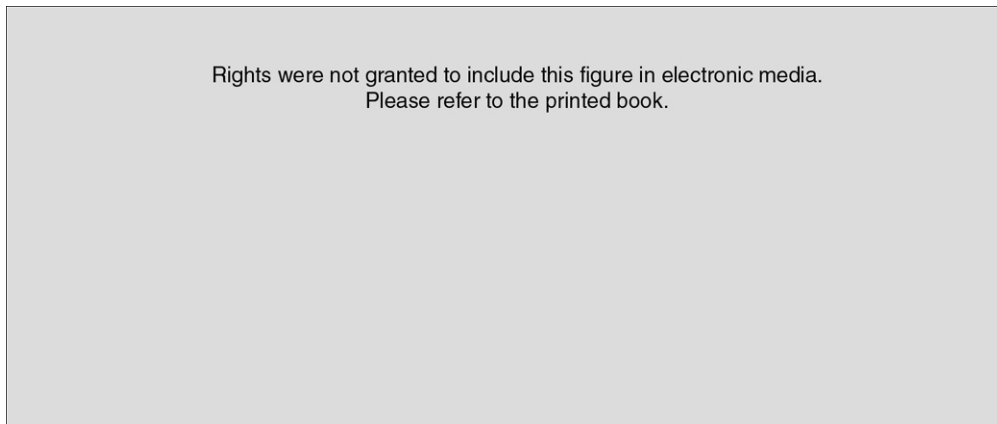 Rights were not granted to include this figure in electronic media.
Please refer to the printed book.